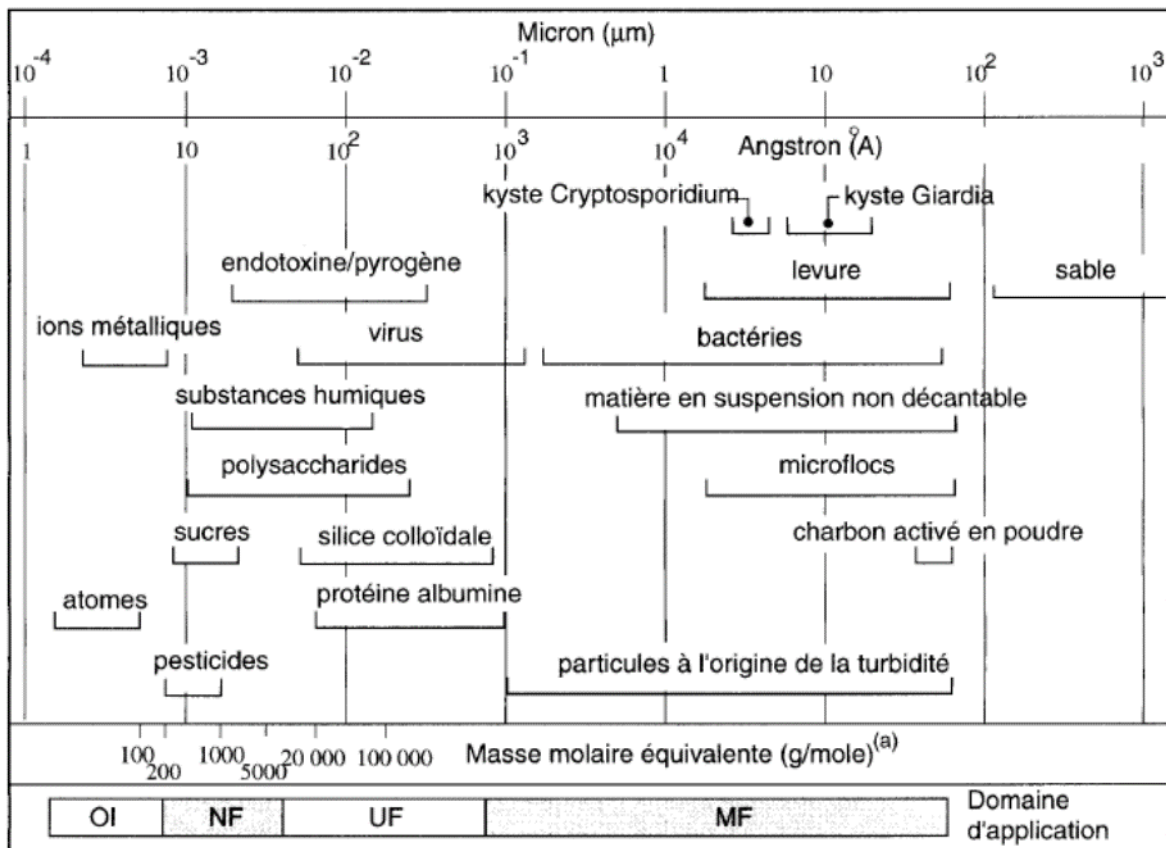 Micron (µm)
10⁻⁴ 10⁻³ 10⁻² 10⁻¹ 1 10 10² 10³
1 10 10² 10³ 10⁴ Angstron (Å)
kyste Cryptosporidium kyste Giardia
endotoxine/pyrogène levure sable
ions métalliques virus bactéries
substances humiques matière en suspension non décantable
polysaccharides microflocs
sucres silice colloïdale charbon activé en poudre
atomes protéine albumine
pesticides particules à l'origine de la turbidité
100 1000 20 000 100 000 Masse molaire équivalente (g/mole)⁽ᵃ⁾
200 5000
OI NF UF MF Domaine
d'application